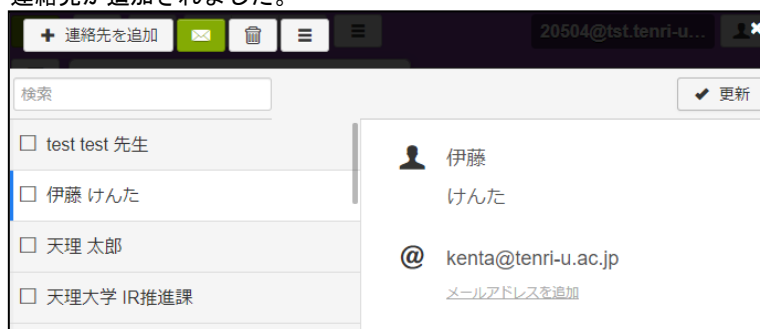 連絡先が追加されました。
連絡先を追加
20504@tst.tenri-u...
検索
更新
test test 先生
伊藤 けんた
天理 太郎
天理大学 IR推進課
伊藤
けんた
@ kenta@tenri-u.ac.jp
メールアドレスを追加